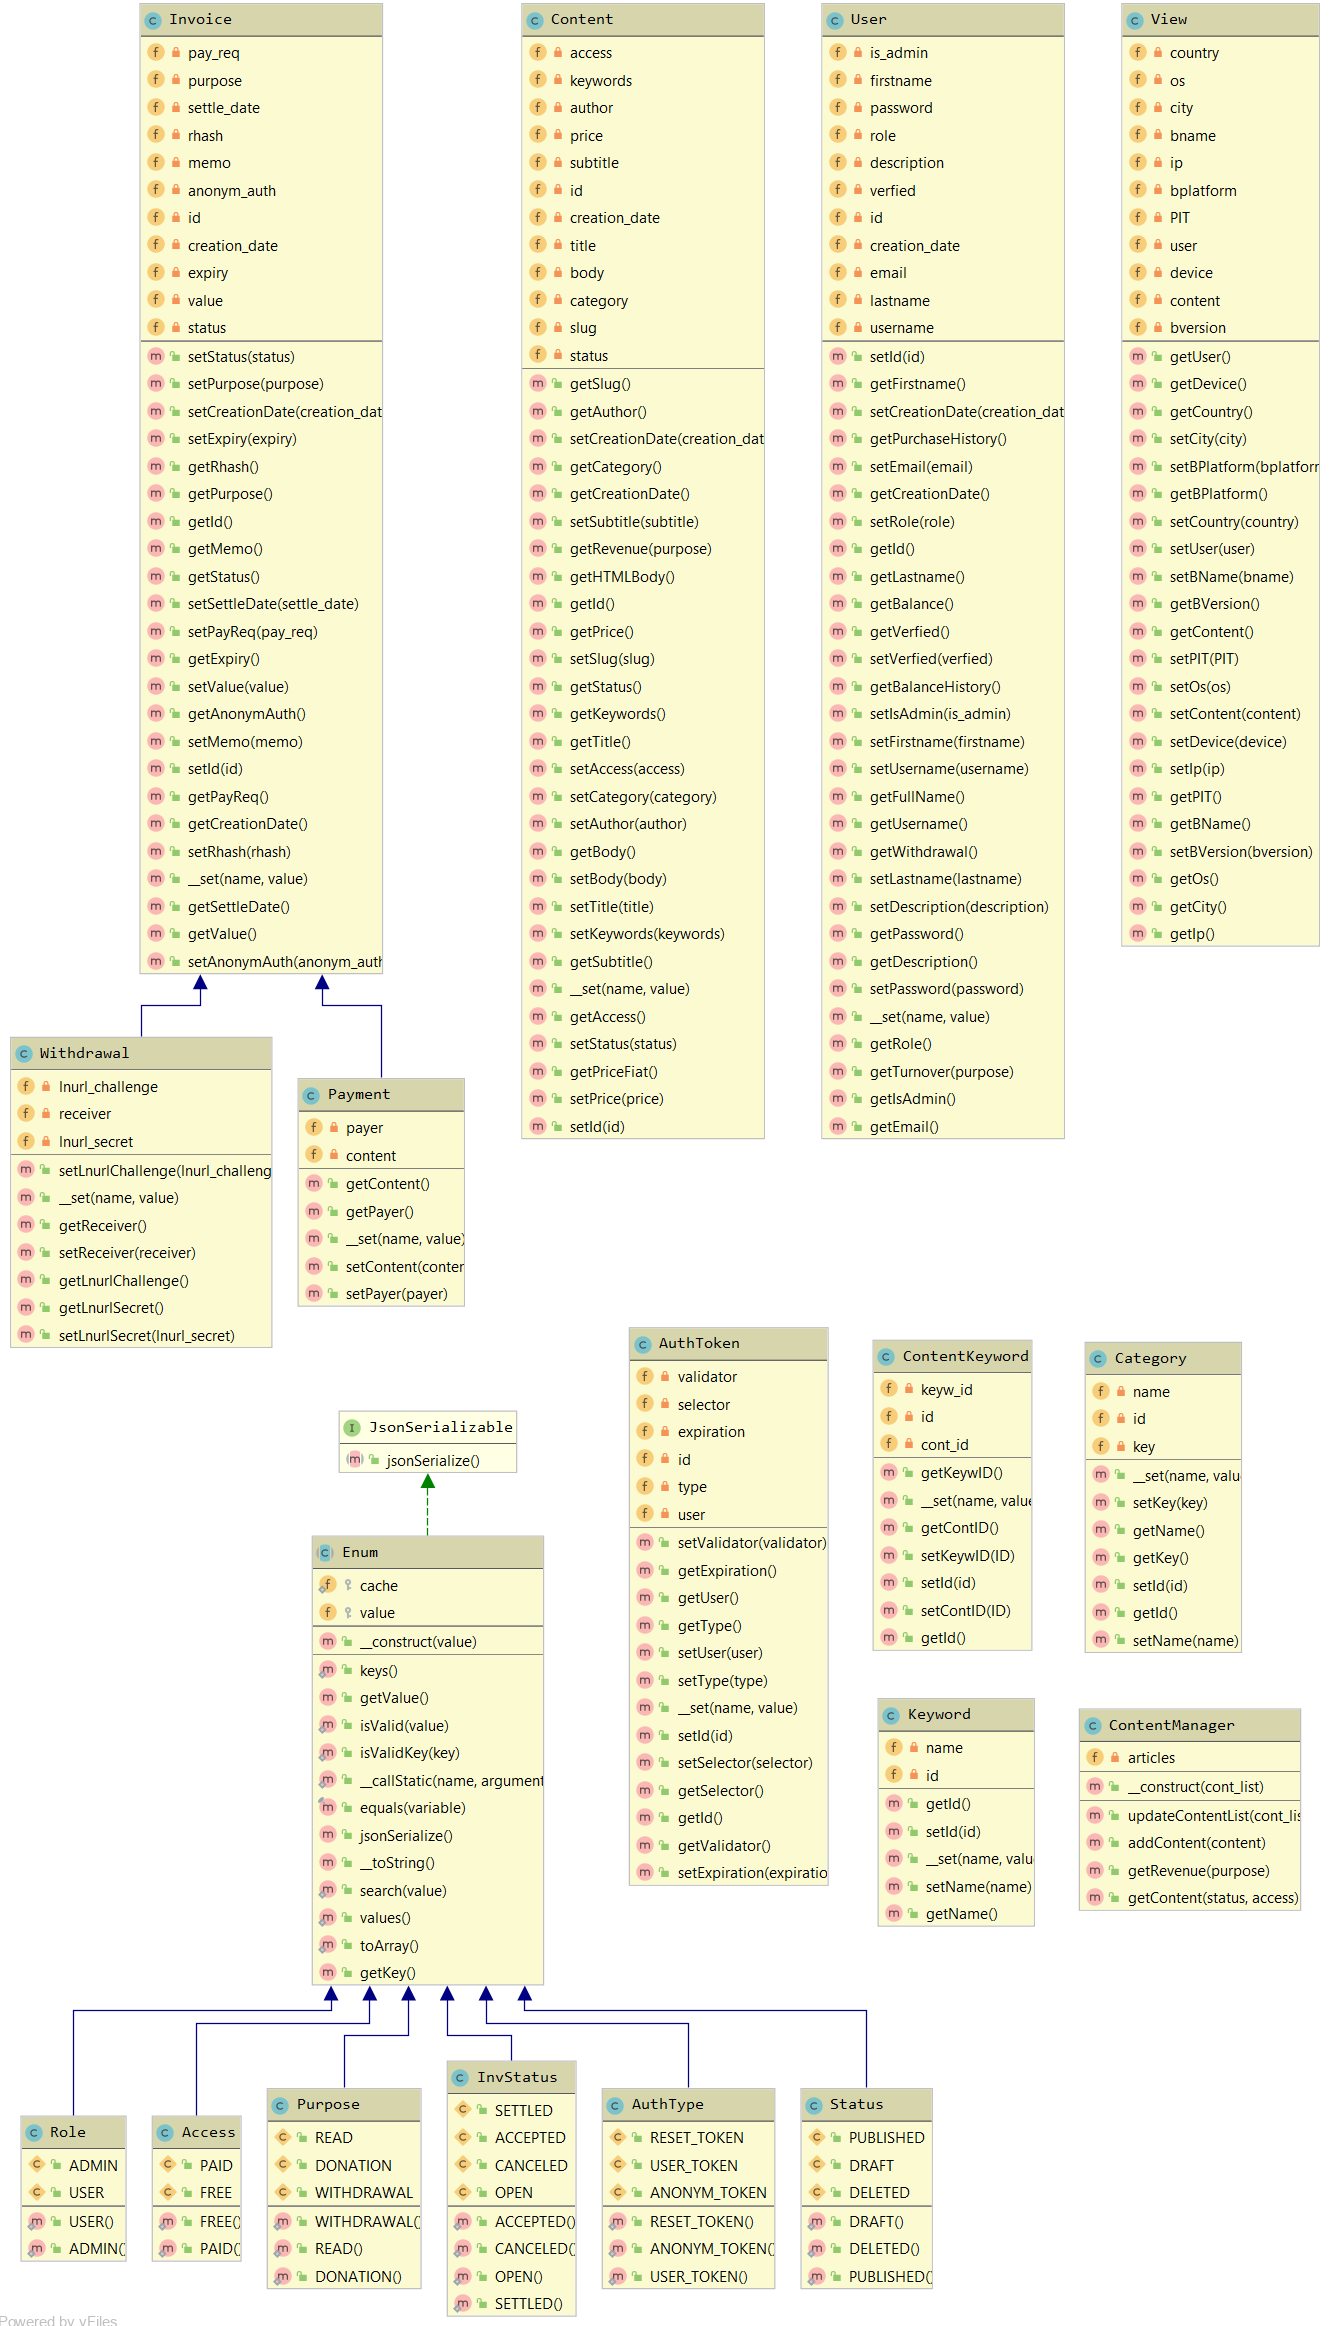 Invoice
pay_req
purpose
settle_date
rhash
memo
anonym_auth
id
creation_date
expiry
value
status
setStatus(status)
setPurpose(purpose)
setCreationDate(creation_dat
setExpiry(expiry)
getRhash()
getPurpose()
getId()
getMemo()
getStatus()
setSettleDate(settle_date)
setPayReq(pay_req)
getExpiry()
setValue(value)
getAnonymAuth()
setMemo(memo)
setId(id)
getPayReq()
getCreationDate()
setRhash(rhash)
__set(name, value)
getSettleDate()
getValue()
setAnonymAuth(anonym_auth
Content
access
keywords
author
price
subtitle
id
creation_date
title
body
category
slug
status
getSlug()
getAuthor()
setCreationDate(creation_dat
getCategory()
getCreationDate()
setSubtitle(subtitle)
getRevenue(purpose)
getHTMLBody()
getId()
getPrice()
setSlug(slug)
getStatus()
getKeywords()
getTitle()
setAccess(access)
setCategory(category)
setAuthor(author)
getBody()
setBody(body)
setTitle(title)
setKeywords(keywords)
getSubtitle()
__set(name, value)
getAccess()
setStatus(status)
getPriceFiat()
setPrice(price)
setId(id)
User
is_admin
firstname
password
role
description
verfied
id
creation_date
email
lastname
username
setId(id)
getFirstname()
setCreationDate(creation_dat
getPurchaseHistory()
setEmail(email)
getCreationDate()
setRole(role)
getId()
getLastname()
getBalance()
getVerfied()
setVerfied(verfied)
getBalanceHistory()
setIsAdmin(is_admin)
setFirstname(firstname)
setUsername(username)
getFullName()
getUsername()
getWithdrawal()
setLastname(lastname)
setDescription(description)
getPassword()
getDescription()
setPassword(password)
__set(name, value)
getRole()
getTurnover(purpose)
getIsAdmin()
getEmail()
View
country
os
city
bname
ip
bplatform
PIT
user
device
content
bversion
getUser()
getDevice()
getCountry()
setCity(city)
setBPlatform(bplatforr
getBPlatform()
setCountry(country)
setUser(user)
setBName(bname)
getBVersion()
getContent()
setPIT(PIT)
setOs(os)
setContent(content)
setDevice(device)
setIp(ip)
getPIT()
getBName()
setBVersion(bversion)
getOs()
getCity()
getIp()
Withdrawal
lnurl_challenge
receiver
lnurl_secret
setLnurlChallenge(lnurl_challeng
__set(name, value)
getReceiver()
setReceiver(receiver)
getLnurlChallenge()
getLnurlSecret()
setLnurlSecret(lnurl_secret)
Payment
payer
content
getContent()
getPayer()
__set(name, value)
setContent(conter
setPayer(payer)
JsonSerializable
jsonSerialize()
Enum
cache
value
__construct(value)
keys()
getValue()
isValid(value)
isValidKey(key)
__callStatic(name, argument
equals(variable)
jsonSerialize()
__toString()
search(value)
values()
toArray()
getKey()
AuthToken
validator
selector
expiration
id
type
user
setValidator(validator)
getExpiration()
getUser()
getType()
setUser(user)
setType(type)
__set(name, value)
setId(id)
setSelector(selector)
getSelector()
getId()
getValidator()
setExpiration(expiratio
ContentKeyword
keyw_id
id
cont_id
getKeywID()
__set(name, value
getContID()
setKeywID(ID)
setId(id)
setContID(ID)
getId()
Category
name
id
key
__set(name, valu
setKey(key)
getName()
getKey()
setId(id)
getId()
setName(name)
Keyword
name
id
getId()
setId(id)
__set(name, valu
setName(name)
getName()
ContentManager
articles
__construct(cont_list)
updateContentList(cont_lis
addContent(content)
getRevenue(purpose)
getContent(status, access)
Role
ADMIN
USER
USER()
ADMIN()
Access
PAID
FREE
FREE()
PAID()
Purpose
READ
DONATION
WITHDRAWAL
WITHDRAWAL()
READ()
DONATION()
InvStatus
SETTLED
ACCEPTED
CANCELED
OPEN
ACCEPTED()
CANCELED()
OPEN()
SETTLED()
AuthType
RESET_TOKEN
USER_TOKEN
ANONYM_TOKEN
RESET_TOKEN()
ANONYM_TOKEN()
USER_TOKEN()
Status
PUBLISHED
DRAFT
DELETED
DRAFT()
DELETED()
PUBLISHED()
Powered by yFiles